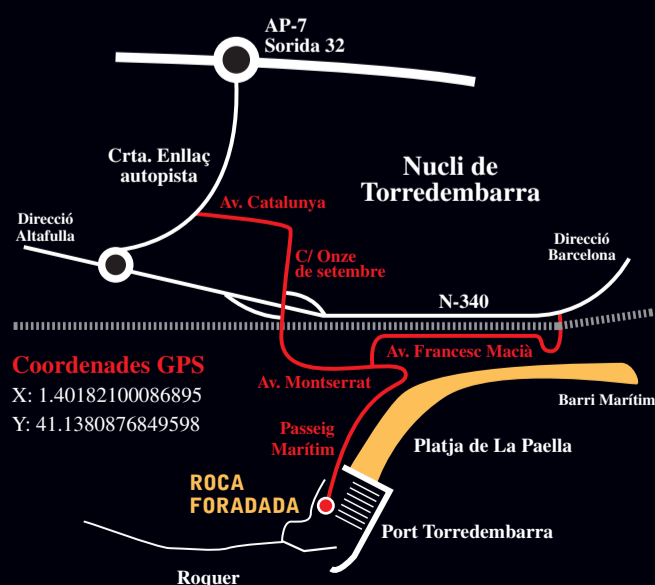 AP-7
Sorida 32
Crta. Enllaç
autopista
Nucli de
Torredembarra
Av. Catalunya
Direcció
Altafulla
C/ Onze
de setembre
Direcció
Barcelona
N-340
Coordenades GPS
X: 1.40182100086895
Y: 41.1380876849598
Av. Francesc Macià
Av. Montserrat
Barri Marítim
Passeig
Marítim
Platja de La Paella
ROCA
FORADADA
Port Torredembarra
Roquer